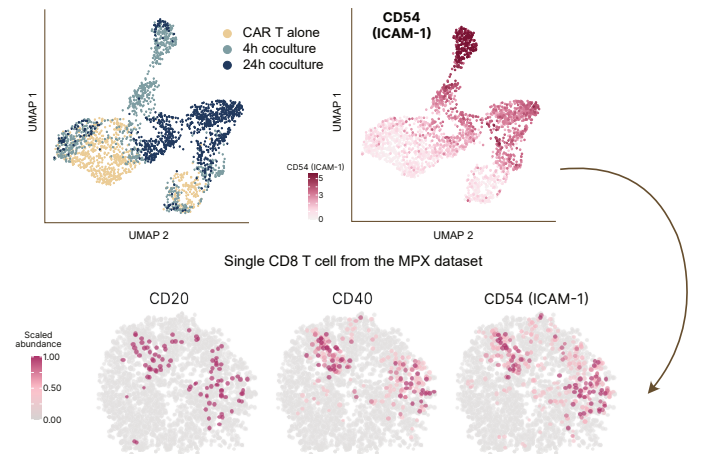 CAR T alone
4h coculture
24h coculture
UMAP 1
UMAP 2
CD54
(ICAM-1)
CD54 (ICAM-1)
5
3
1
0
UMAP 1
UMAP 2
Single CD8 T cell from the MPX dataset
CD20
CD40
CD54 (ICAM-1)
Scaled
abundance
1.00
0.50
0.00